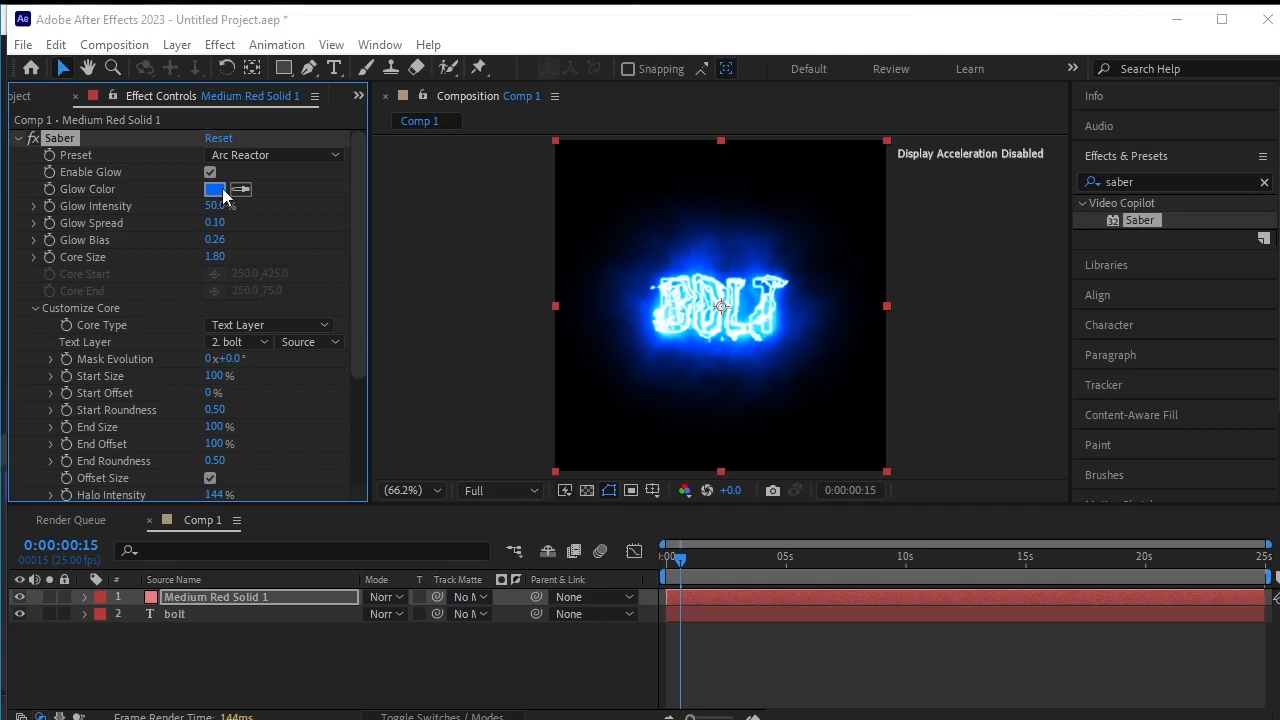 Ae Adobe After Effects 2023 - Untitled Project.aep *
File Edit Composition Layer Effect Animation View Window Help
Snapping Default Review Learn Search Help
oject Effect Controls Medium Red Solid 1
Comp 1 • Medium Red Solid 1
fx Saber Reset
Preset Arc Reactor
Enable Glow
Glow Color
Glow Intensity 50.0 %
Glow Spread 0.10
Glow Bias 0.26
Core Size 1.80
Core Start 250.0 ,425.0
Core End 250.0 ,75.0
Customize Core
Core Type Text Layer
Text Layer 2. bolt Source
Mask Evolution 0 x +0.0 °
Start Size 100 %
Start Offset 0 %
Start Roundness 0.50
End Size 100 %
End Offset 100 %
End Roundness 0.50
Offset Size
Halo Intensity 144 %
Composition Comp 1
Comp 1
Display Acceleration Disabled
BOLT
(66.2%) Full +0.0 0:00:00:15
Info
Audio
Effects & Presets
saber
Video Copilot
32 Saber
Libraries
Align
Character
Paragraph
Tracker
Content-Aware Fill
Paint
Brushes
Render Queue Comp 1
0:00:00:15
00015 (25.00 fps)
:00 05s 10s 15s 20s 25s
# Source Name Mode T Track Matte Parent & Link
1 Medium Red Solid 1 Norr No M None
2 T bolt Norr No M None
Frame Render Time: 144ms Toggle Switches / Modes